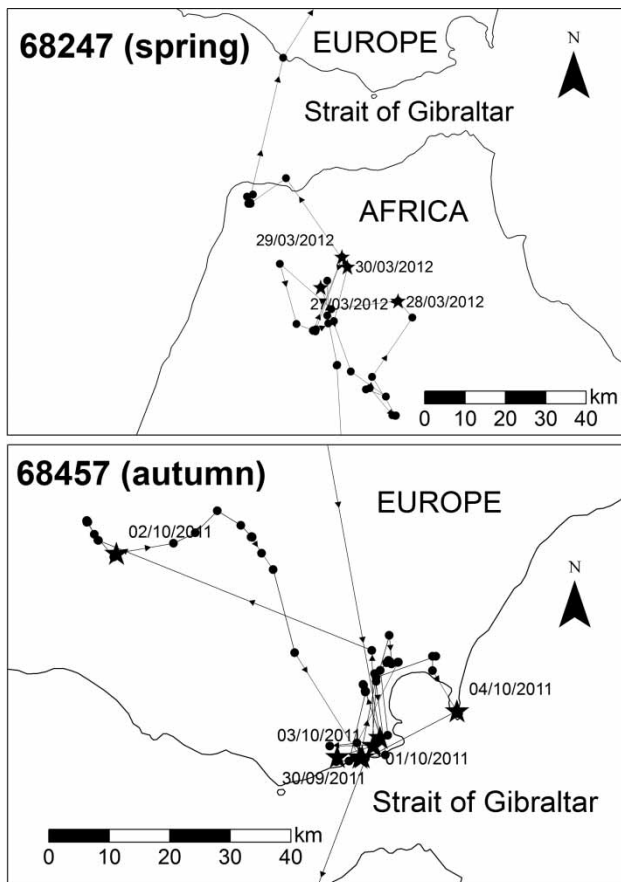 68247 (spring)
EUROPE
N
Strait of Gibraltar
AFRICA
29/03/2012
30/03/2012
27/03/2012
28/03/2012
km
0 10 20 30 40
68457 (autumn)
EUROPE
02/10/2011
N
04/10/2011
03/10/2011
01/10/2011
30/09/2011
Strait of Gibraltar
km
0 10 20 30 40